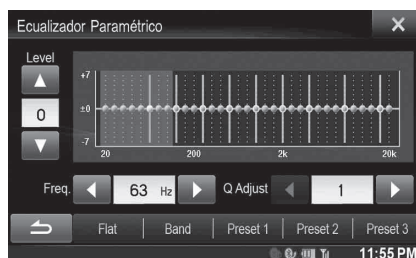 Ecualizador Paramétrico
Level
+7
±0
-7
0
20 200 2k 20k
Freq. 63 Hz Q Adjust 1
Flat Band Preset 1 Preset 2 Preset 3
11:55 PM